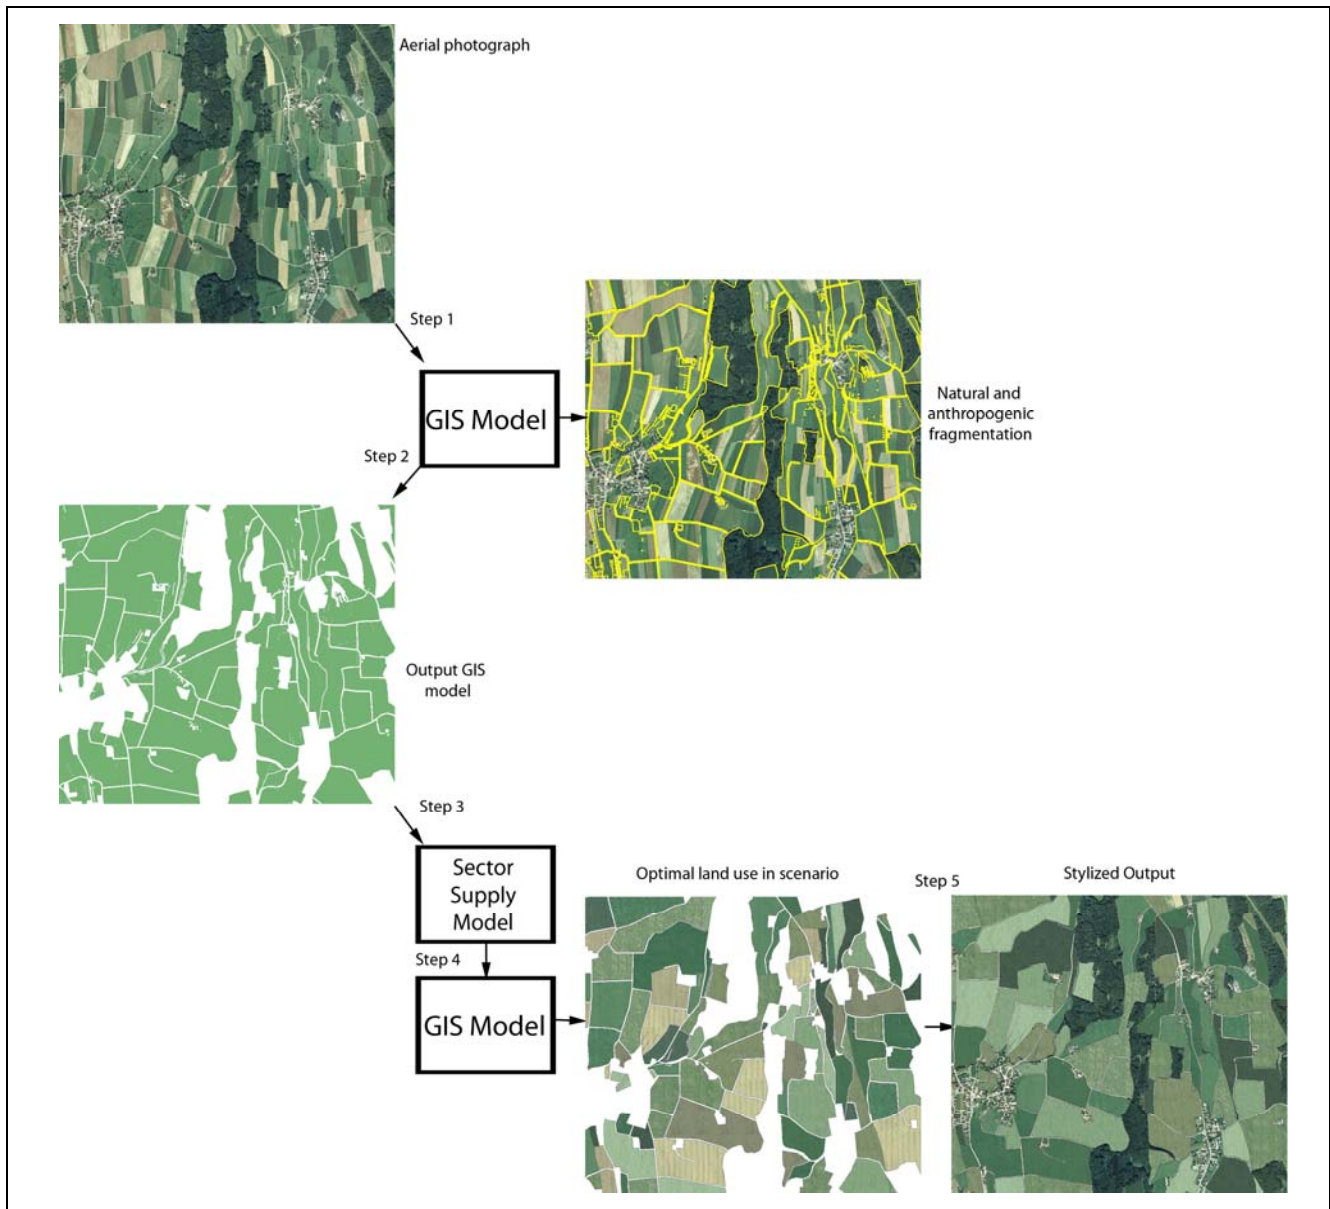 Aerial photograph
Step 1
GIS Model
Natural and
anthropogenic
fragmentation
Step 2
Output GIS
model
Step 3
Sector
Supply
Model
Step 4
GIS Model
Optimal land use in scenario
Step 5
Stylized Output